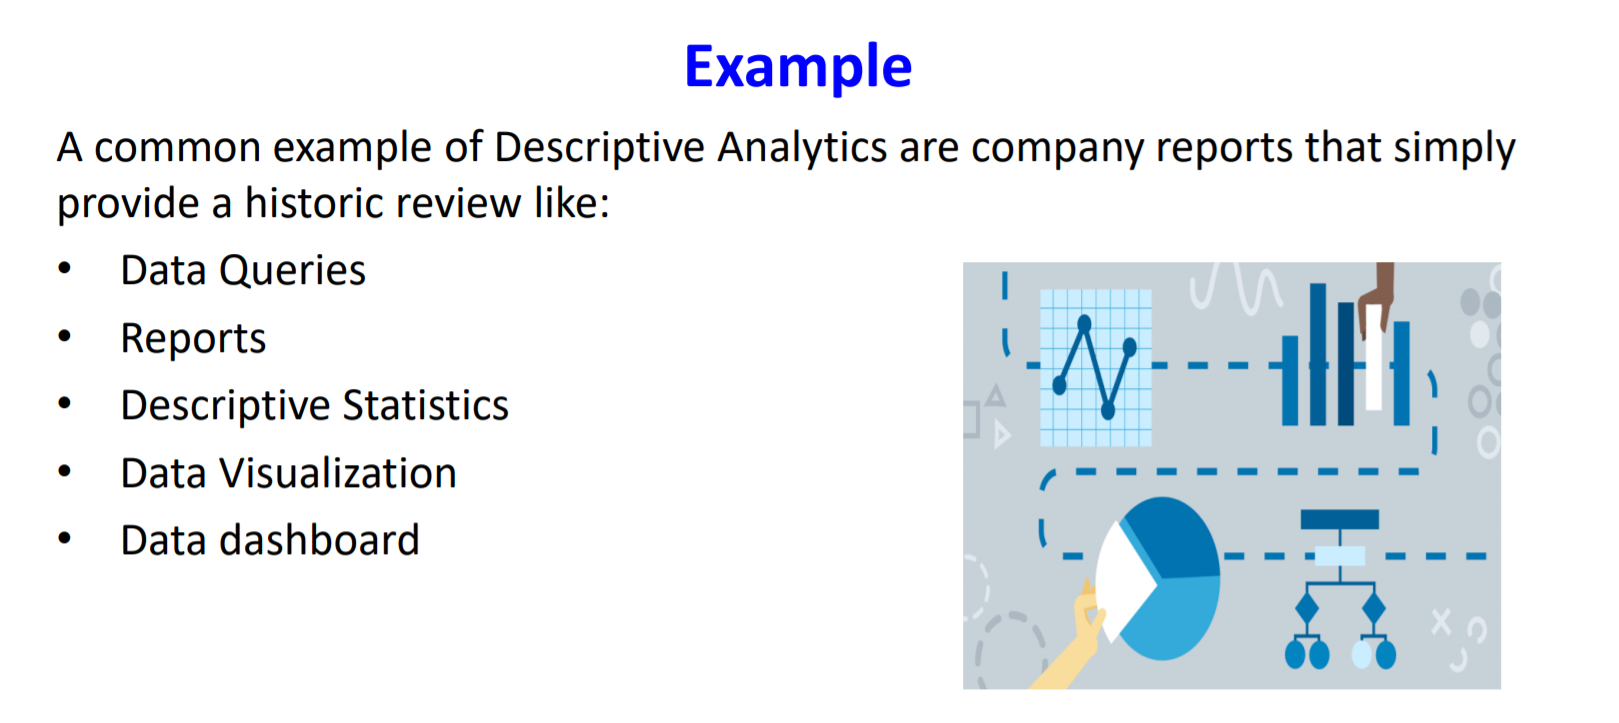 Example
A common example of Descriptive Analytics are company reports that simply
provide a historic review like:
• Data Queries
• Reports
• Descriptive Statistics
• Data Visualization
• Data dashboard